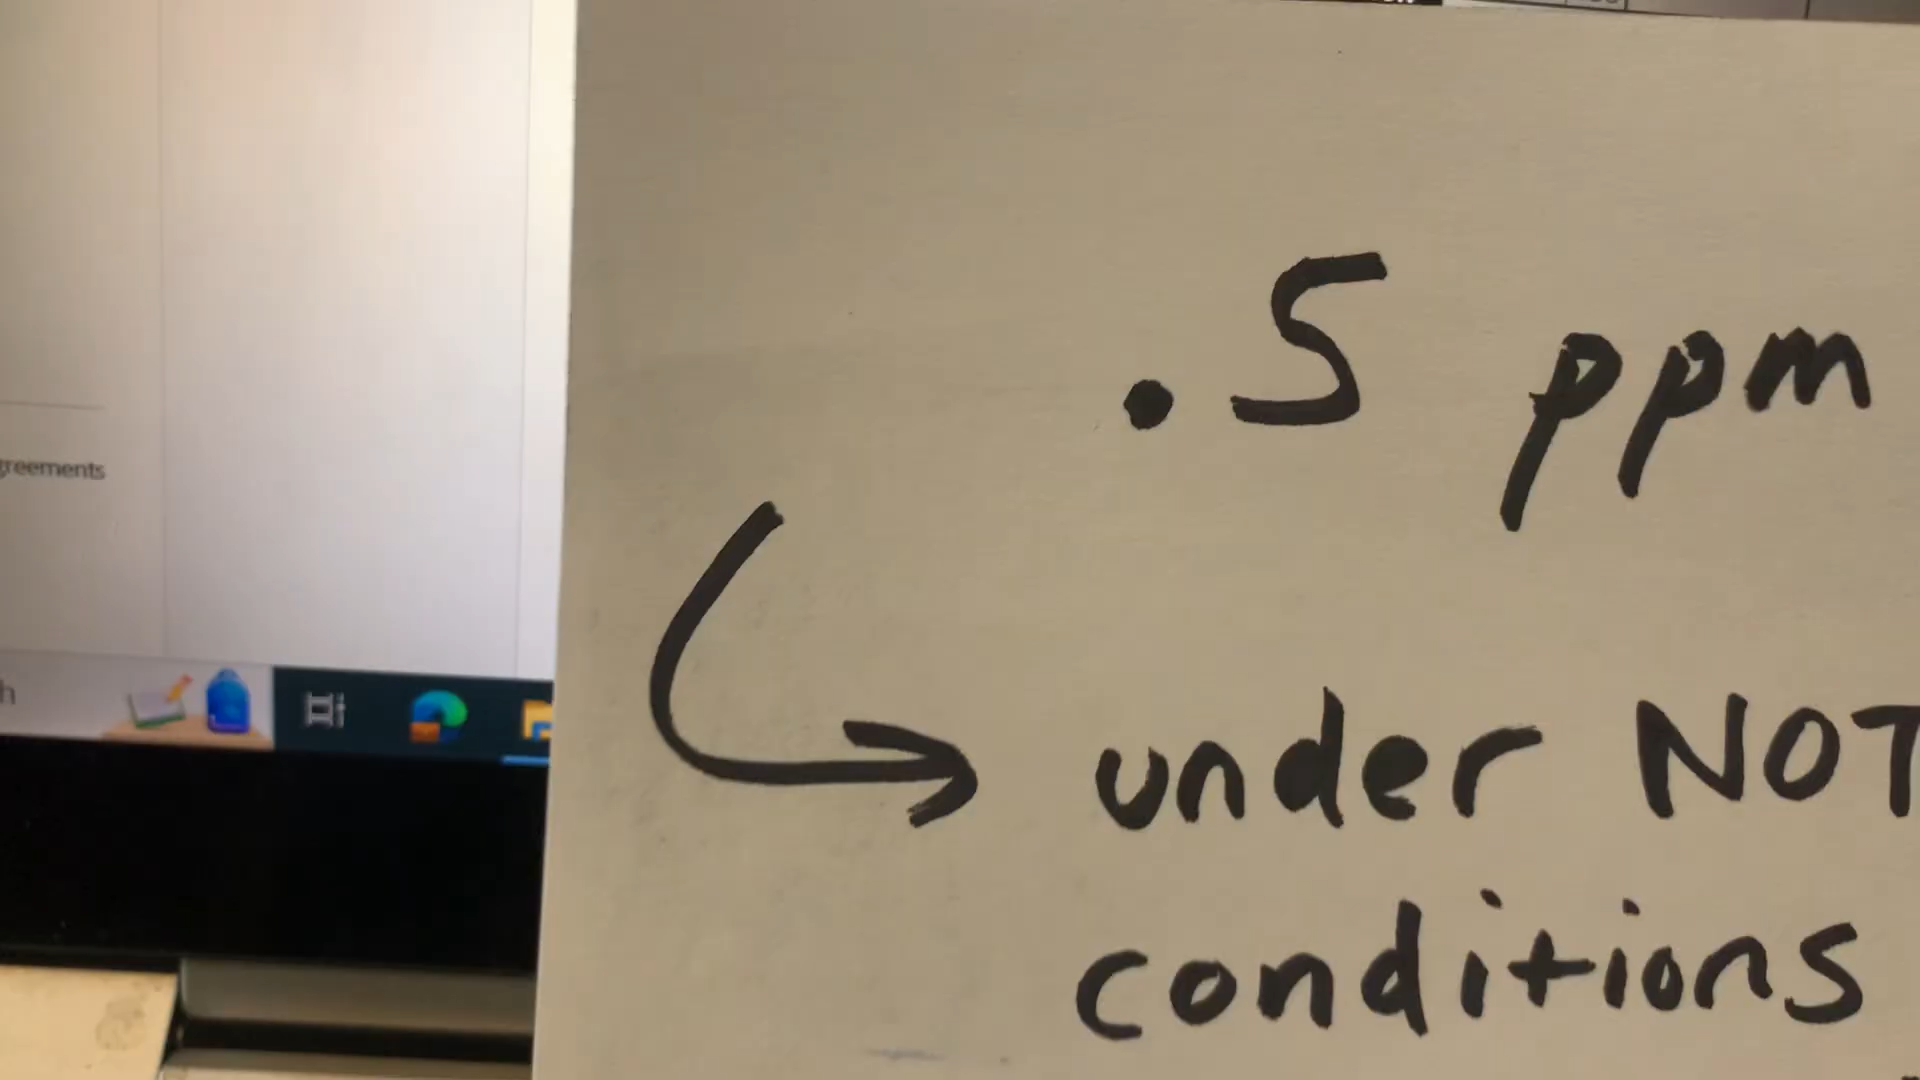 .5 ppm
under NOT
conditions
greements
h